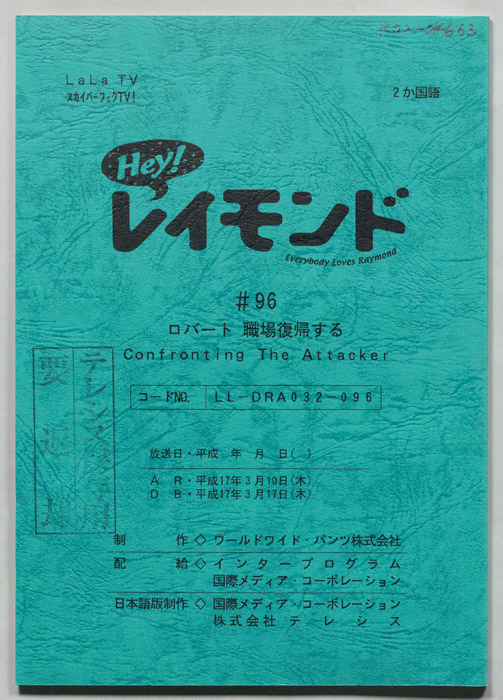 LaLa TV
スカイパーフェクTV!
2か国語
Hey!
レイモンド
Everybody Loves Raymond
#96
ロバート 職場復帰する
Confronting The Attacker
コードNO. LL-DRA032-096
放送日・平成 年 月 日( )
A R・平成17年3月10日(木)
D B・平成17年3月17日(木)
制 作◇ワールドワイド・パンツ株式会社
配 給◇インタープログラム
国際メディア・コーポレーション
日本語版制作◇国際メディア・コーポレーション
株式会社テレシス